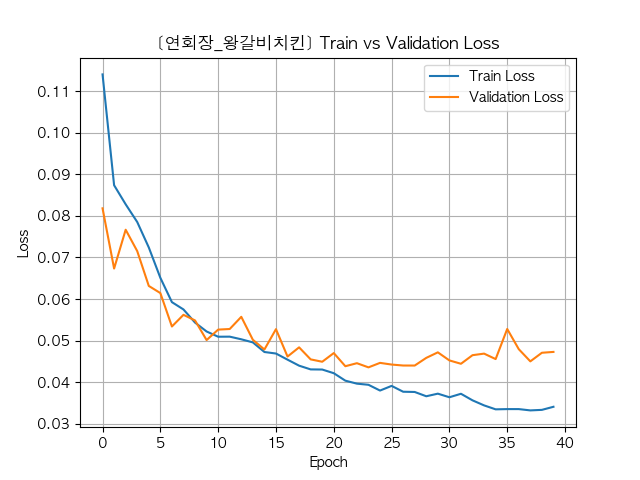 [연회장_왕갈비치킨] Train vs Validation Loss
Train Loss
Validation Loss
Loss
0.11
0.10
0.09
0.08
0.07
0.06
0.05
0.04
0.03
0 5 10 15 20 25 30 35 40
Epoch